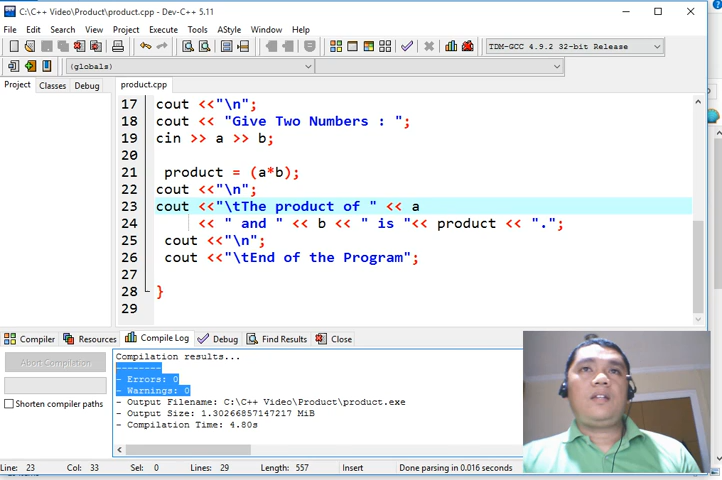 C:\C++ Video\Product\product.cpp - Dev-C++ 5.11
File Edit Search View Project Execute Tools AStyle Window Help
TDM-GCC 4.9.2 32-bit Release
(globals)
Project Classes Debug
product.cpp
17 cout <<"\n";
18 cout << "Give Two Numbers : ";
19 cin >> a >> b;
20
21 product = (a*b);
22 cout <<"\n";
23 cout <<"\tThe product of " << a
24 << " and " << b << " is "<< product << ".";
25 cout <<"\n";
26 cout <<"\tEnd of the Program";
27
28 }
29
Compiler Resources Compile Log Debug Find Results Close
Abort Compilation
Shorten compiler paths
Compilation results...
--------
- Errors: 0
- Warnings: 0
- Output Filename: C:\C++ Video\Product\product.exe
- Output Size: 1.30266857147217 MiB
- Compilation Time: 4.80s
Line: 23 Col: 33 Sel: 0 Lines: 29 Length: 557 Insert Done parsing in 0.016 seconds